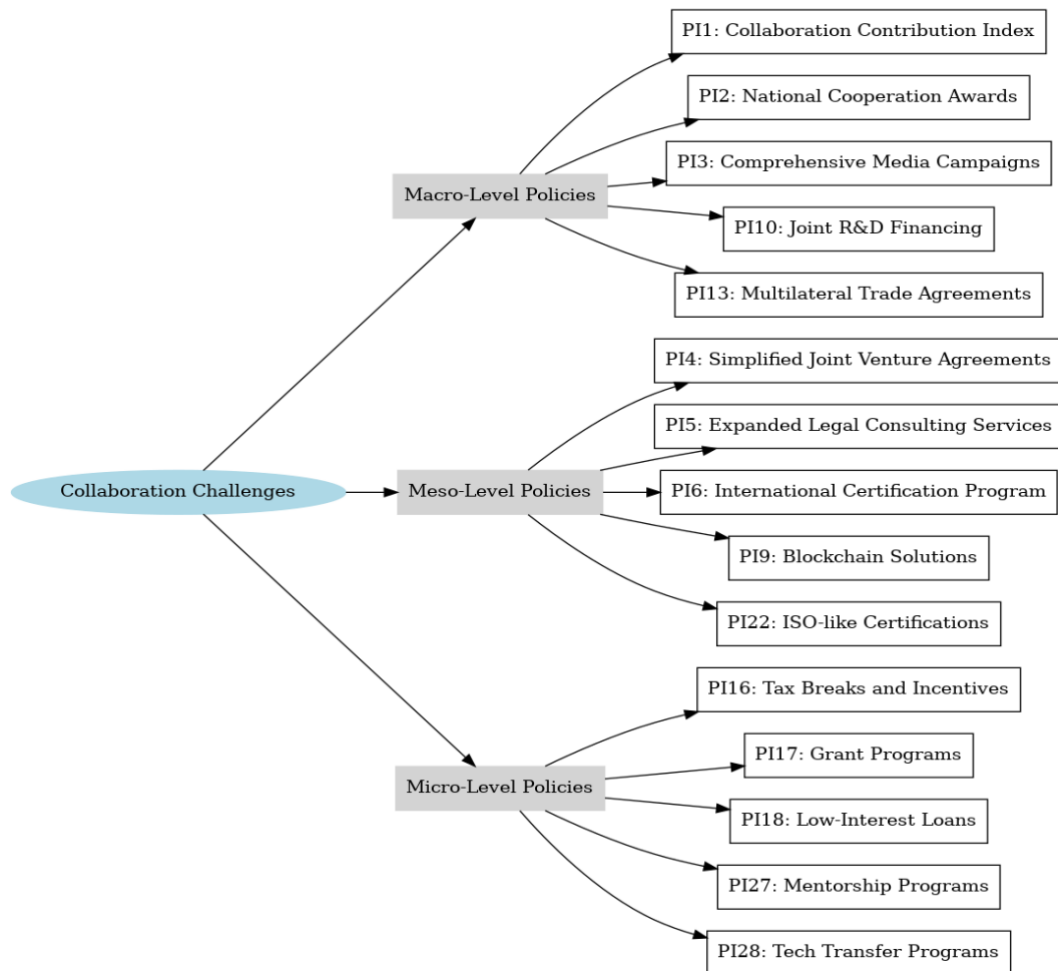 PI1: Collaboration Contribution Index
PI2: National Cooperation Awards
PI3: Comprehensive Media Campaigns
Macro-Level Policies
PI10: Joint R&D Financing
PI13: Multilateral Trade Agreements
PI4: Simplified Joint Venture Agreements
PI5: Expanded Legal Consulting Services
Collaboration Challenges
Meso-Level Policies
PI6: International Certification Program
PI9: Blockchain Solutions
PI22: ISO-like Certifications
PI16: Tax Breaks and Incentives
PI17: Grant Programs
Micro-Level Policies
PI18: Low-Interest Loans
PI27: Mentorship Programs
PI28: Tech Transfer Programs